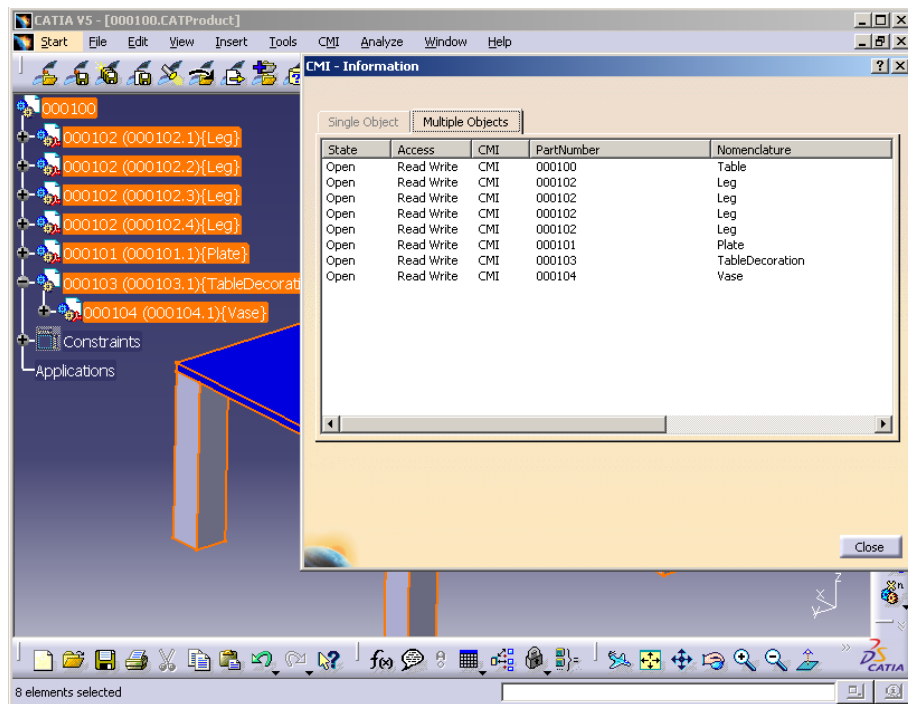 CATIA V5 - [000100.CATProduct]
Start File Edit View Insert Tools CMI Analyze Window Help
CMI - Information
000100
000102 (000102.1){Leg}
000102 (000102.2){Leg}
000102 (000102.3){Leg}
000102 (000102.4){Leg}
000101 (000101.1){Plate}
000103 (000103.1){TableDecorati
000104 (000104.1){Vase}
Constraints
Applications
Single Object Multiple Objects
State Access CMI PartNumber Nomenclature
Open Read Write CMI 000100 Table
Open Read Write CMI 000102 Leg
Open Read Write CMI 000102 Leg
Open Read Write CMI 000102 Leg
Open Read Write CMI 000102 Leg
Open Read Write CMI 000101 Plate
Open Read Write CMI 000103 TableDecoration
Open Read Write CMI 000104 Vase
Close
z
x
y
f(x)
CATIA
8 elements selected